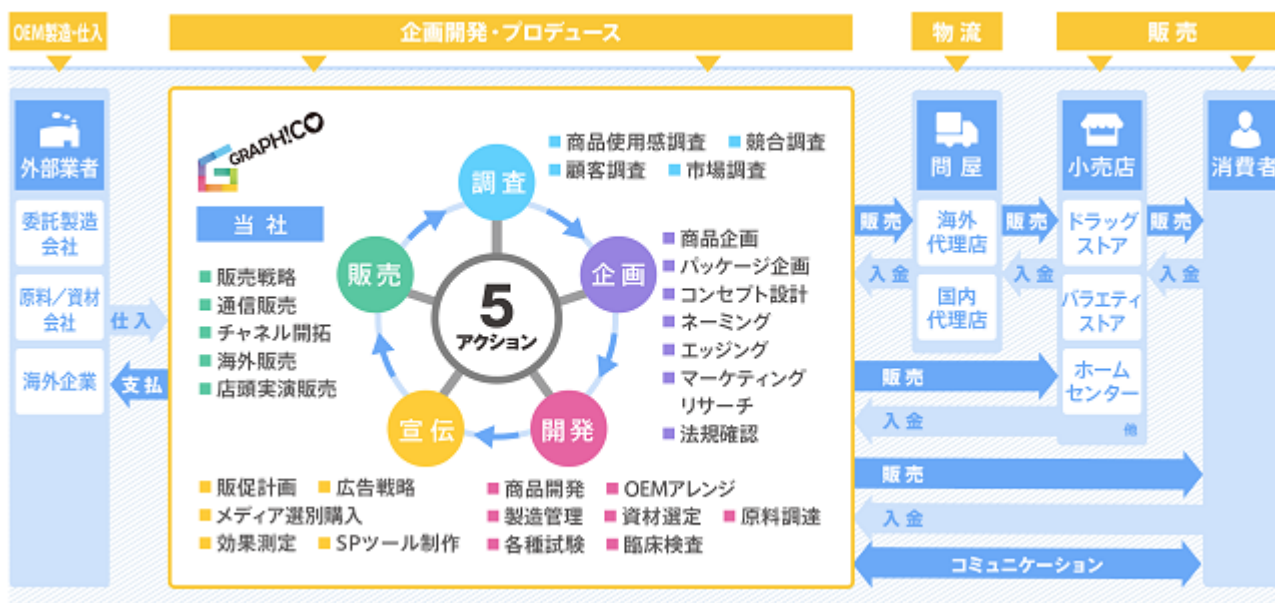 OEM製造・仕入
企画開発・プロデュース
物流
販売
外部業者
委託製造
会社
原料／資材
会社
海外企業
仕入
支払
GRAPH!CO
当社
5
アクション
調査
商品使用感調査 競合調査
顧客調査 市場調査
企画
商品企画
パッケージ企画
コンセプト設計
ネーミング
エッジング
マーケティング
リサーチ
法規確認
開発
商品開発 OEMアレンジ
製造管理 資材選定 原料調達
各種試験 臨床検査
宣伝
販促計画 広告戦略
メディア選別購入
効果測定 SPツール制作
販売
販売戦略
通信販売
チャネル開拓
海外販売
店頭実演販売
販売
入金
問屋
海外
代理店
国内
代理店
販売
入金
小売店
ドラッグ
ストア
バラエティ
ストア
ホーム
センター
他
販売
入金
消費者
販売
入金
販売
入金
コミュニケーション